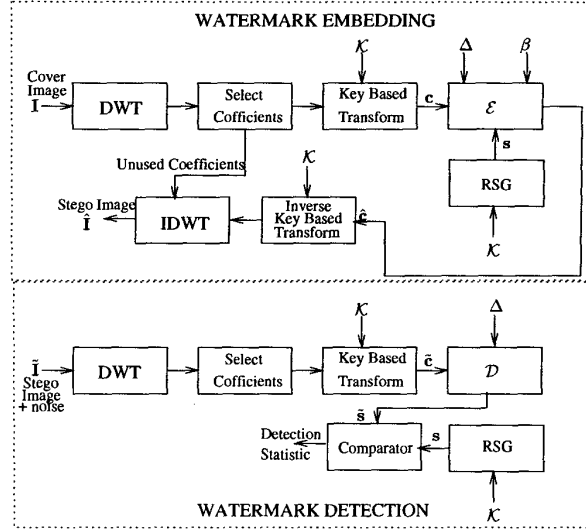 WATERMARK EMBEDDING
𝒦
Δ
β
Cover
Image
I
DWT
Select
Cofficients
Key Based
Transform
c
ℰ
s
Unused Coefficients
𝒦
RSG
Stego Image
Î
IDWT
Inverse
Key Based
Transform
ĉ
𝒦
𝒦
Δ
Ĩ
Stego
Image
+ noise
DWT
Select
Cofficients
Key Based
Transform
c̃
𝒟
s̃
Detection
Statistic
Comparator
s
RSG
WATERMARK DETECTION
𝒦